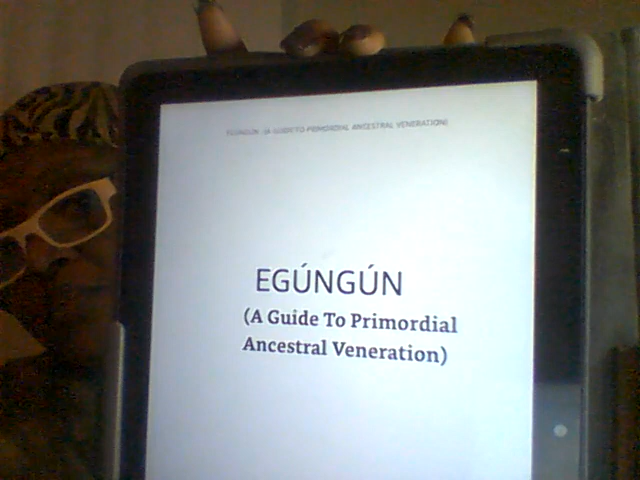 EGÚNGÚN (A GUIDE TO PRIMORDIAL ANCESTRAL VENERATION)
EGÚNGÚN
(A Guide To Primordial
Ancestral Veneration)